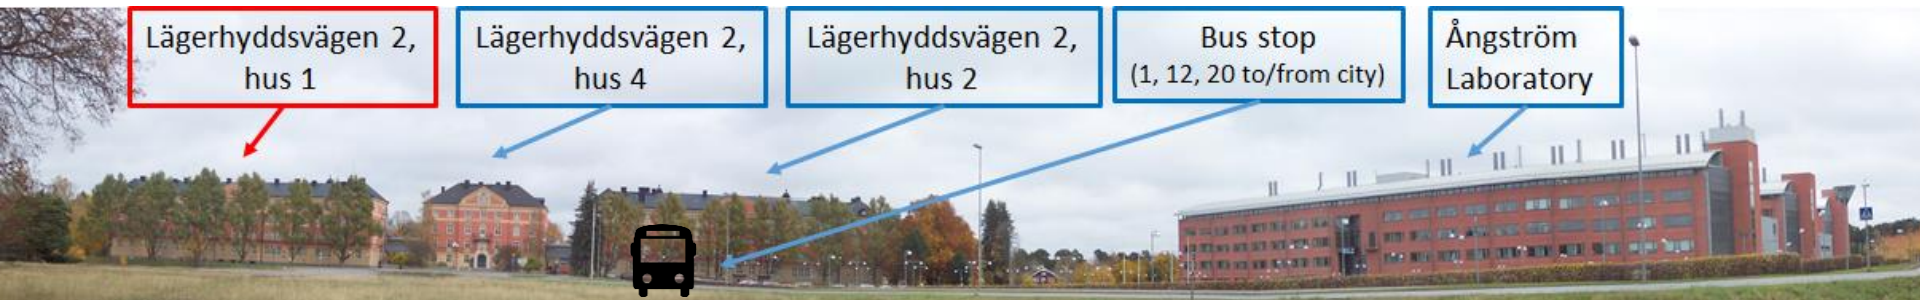 Lägerhyddsvägen 2,
hus 1
Lägerhyddsvägen 2,
hus 4
Lägerhyddsvägen 2,
hus 2
Bus stop
(1, 12, 20 to/from city)
Ångström
Laboratory